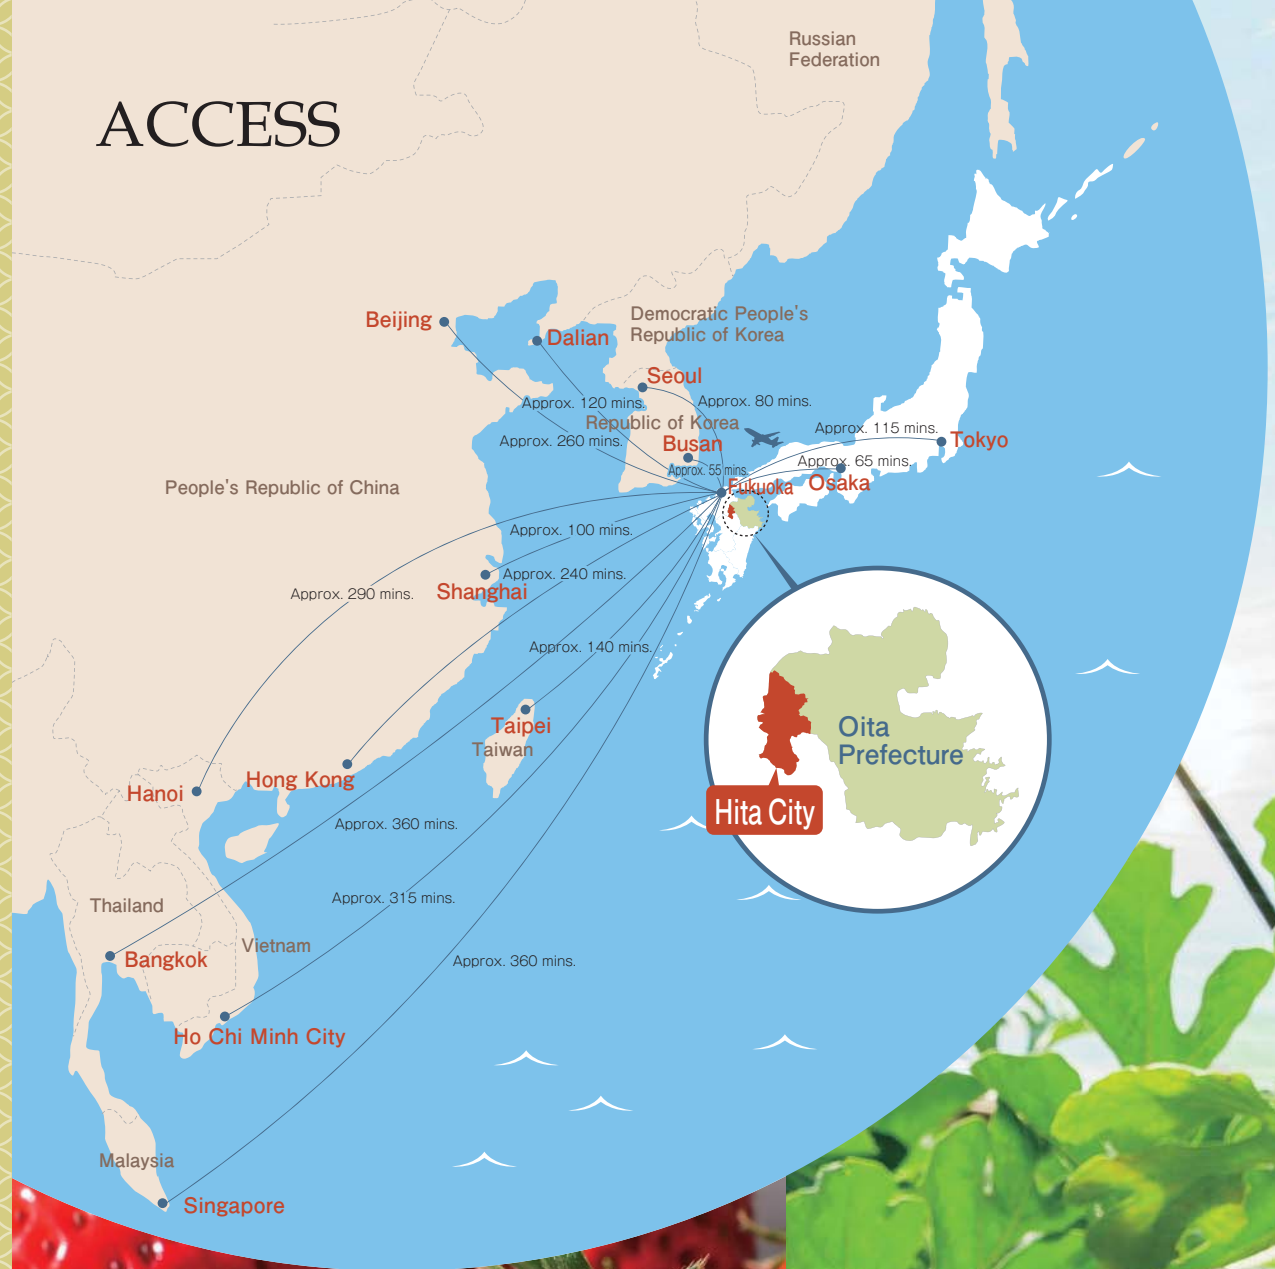 Russian
Federation
ACCESS
Democratic People's
Republic of Korea
Beijing
Dalian
Seoul
Approx. 120 mins.
Approx. 80 mins.
Republic of Korea
Approx. 115 mins.
Tokyo
Approx. 260 mins.
Busan
Approx. 65 mins.
Approx. 55 mins.
Osaka
Fukuoka
People's Republic of China
Approx. 100 mins.
Approx. 240 mins.
Approx. 290 mins.
Shanghai
Approx. 140 mins.
Taipei
Taiwan
Oita
Prefecture
Hong Kong
Hanoi
Hita City
Approx. 360 mins.
Approx. 315 mins.
Thailand
Vietnam
Bangkok
Approx. 360 mins.
Ho Chi Minh City
Malaysia
Singapore